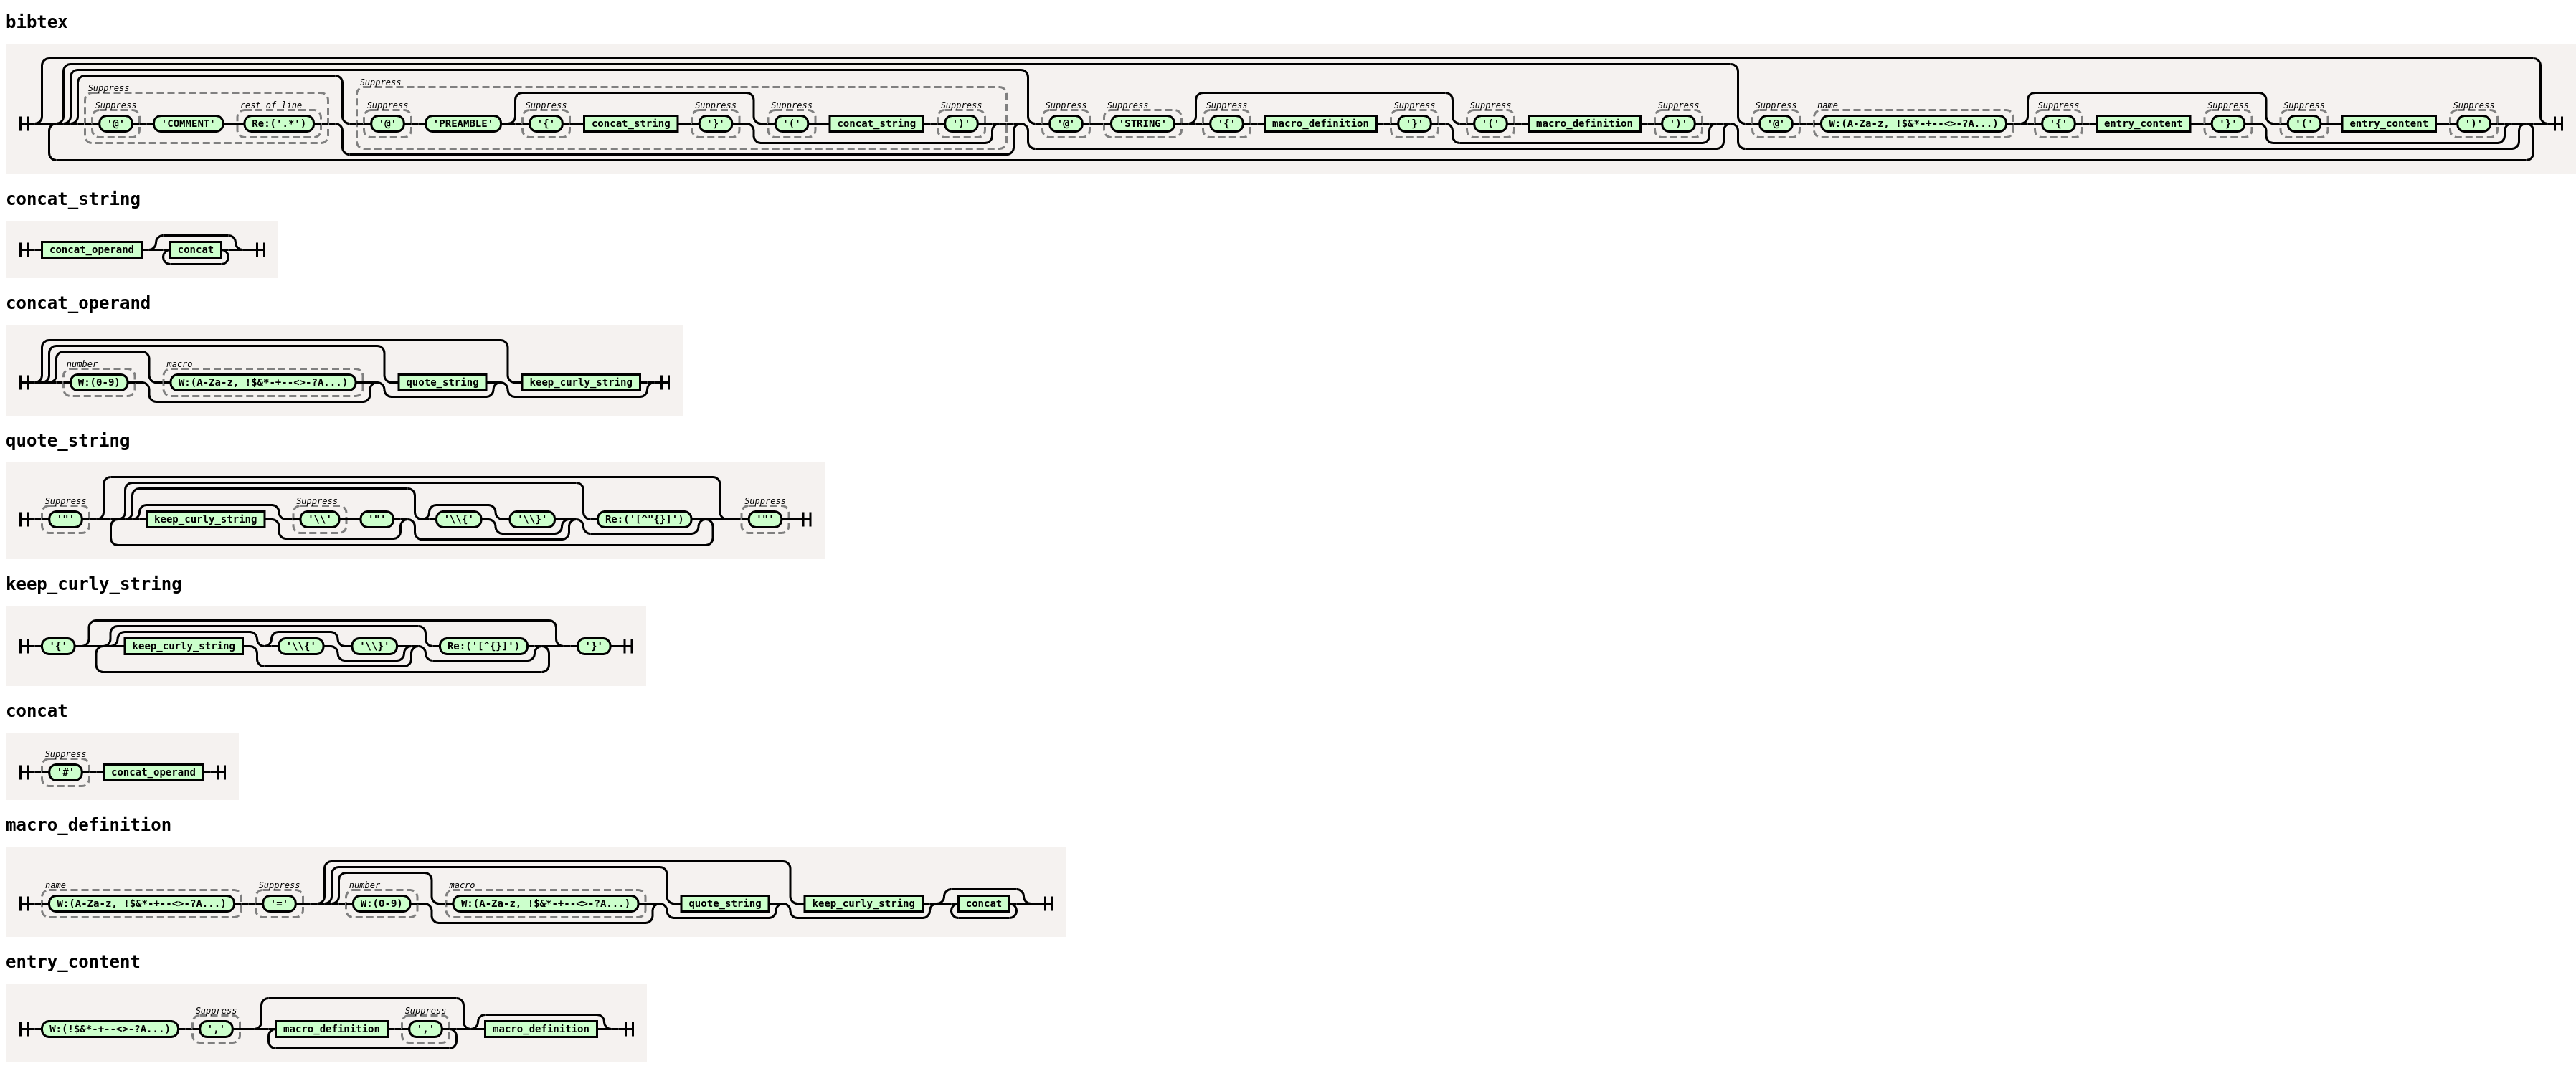 bibtex
Suppress
Suppress
Suppress rest of line Suppress Suppress Suppress Suppress Suppress Suppress Suppress Suppress Suppress Suppress Suppress Suppress name Suppress Suppress Suppress Suppress
'@' 'COMMENT' Re:('.*') '@' 'PREAMBLE' '{' concat_string '}' '(' concat_string ')' '@' 'STRING' '{' macro_definition '}' '(' macro_definition ')' '@' W:(A-Za-z, !$&*-+--<>-?A...) '{' entry_content '}' '(' entry_content ')'
concat_string
concat_operand concat
concat_operand
number macro
W:(0-9) W:(A-Za-z, !$&*-+--<>-?A...) quote_string keep_curly_string
quote_string
Suppress Suppress Suppress
'"' keep_curly_string '\\' '"' '\\{' '\\}' Re:('[^"{}]') '"'
keep_curly_string
'{' keep_curly_string '\\{' '\\}' Re:('[^{}]') '}'
concat
Suppress
'#' concat_operand
macro_definition
name Suppress number macro
W:(A-Za-z, !$&*-+--<>-?A...) '=' W:(0-9) W:(A-Za-z, !$&*-+--<>-?A...) quote_string keep_curly_string concat
entry_content
Suppress Suppress
W:(!$&*-+--<>-?A...) ',' macro_definition ',' macro_definition